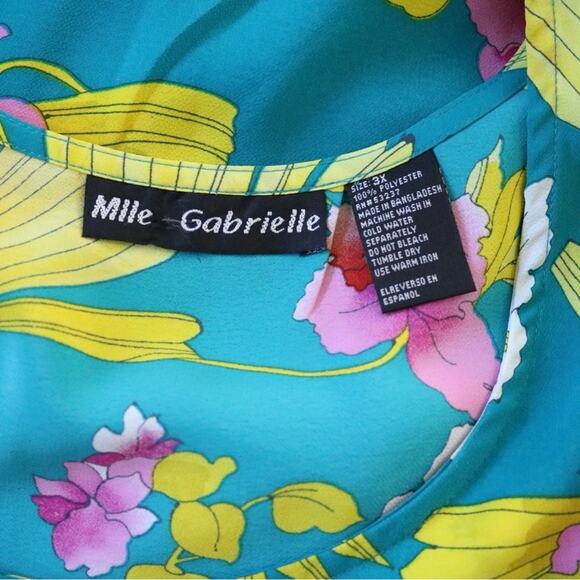 Mlle Gabrielle
SIZE: 3X
100% POLYESTER
RN# 53237
MADE IN BANGLADESH
MACHINE WASH IN
COLD WATER
SEPARATELY
DO NOT BLEACH
TUMBLE DRY
USE WARM IRON
ELREVERSO EN
ESPANOL